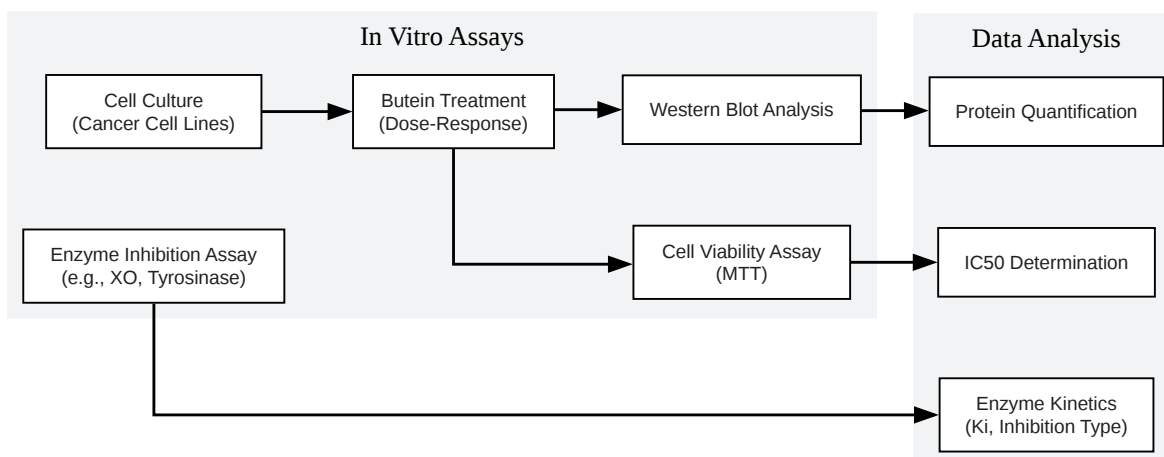 In Vitro Assays
Data Analysis
Cell Culture
(Cancer Cell Lines)
Butein Treatment
(Dose-Response)
Western Blot Analysis
Protein Quantification
Enzyme Inhibition Assay
(e.g., XO, Tyrosinase)
Cell Viability Assay
(MTT)
IC50 Determination
Enzyme Kinetics
(Ki, Inhibition Type)